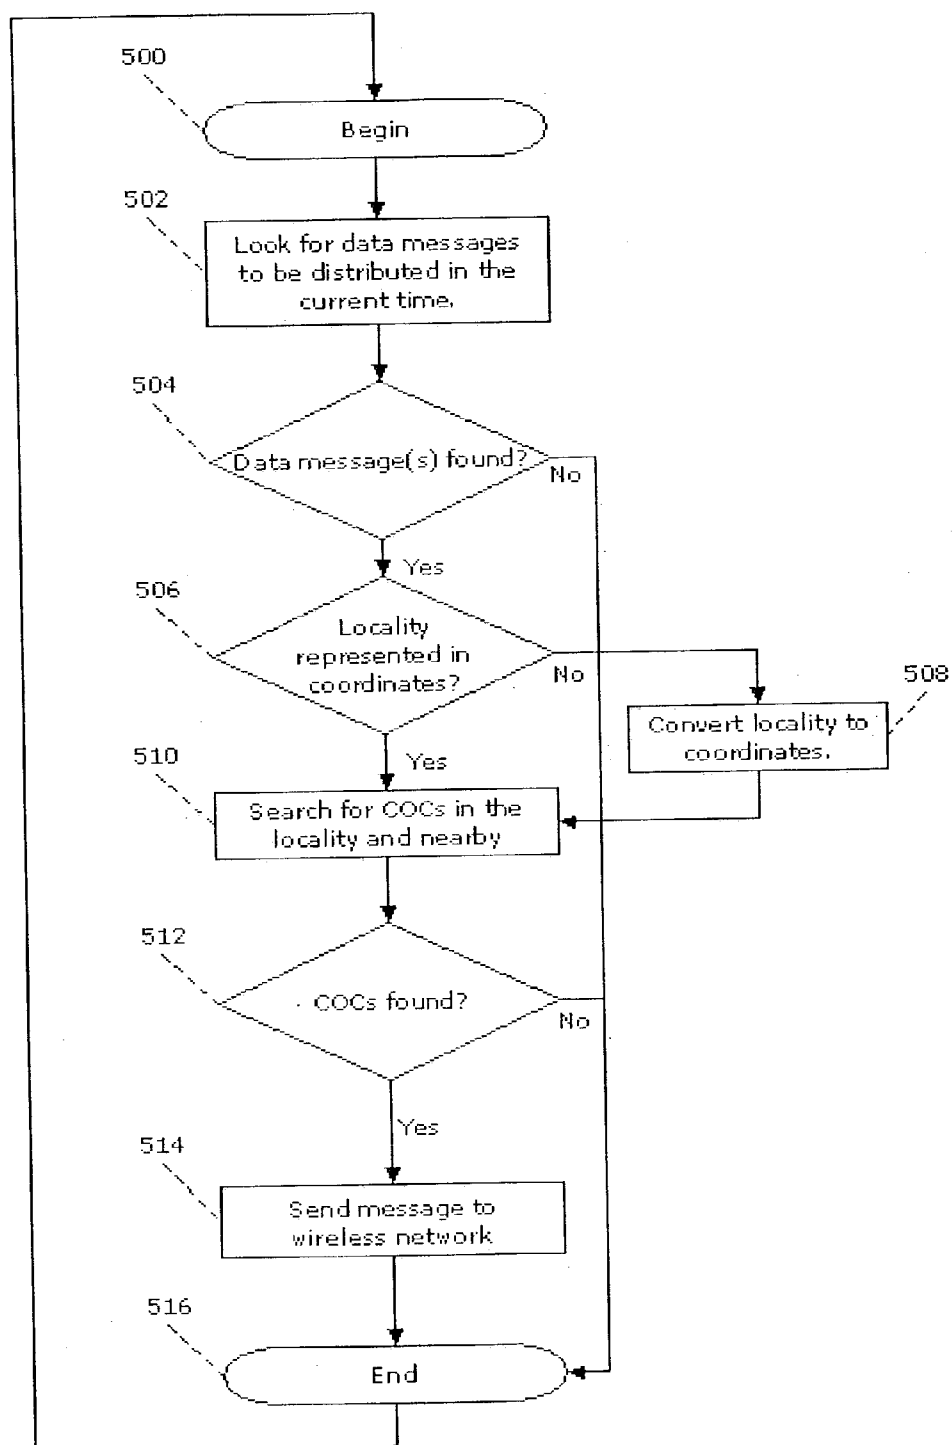 500
Begin
502
Look for data messages
to be distributed in the
current time.
504
Data message(s) found?
No
Yes
506
Locality
represented in
coordinates?
No
508
Convert locality to
coordinates.
Yes
510
Search for COCs in the
locality and nearby
512
COCs found?
No
Yes
514
Send message to
wireless network
516
End